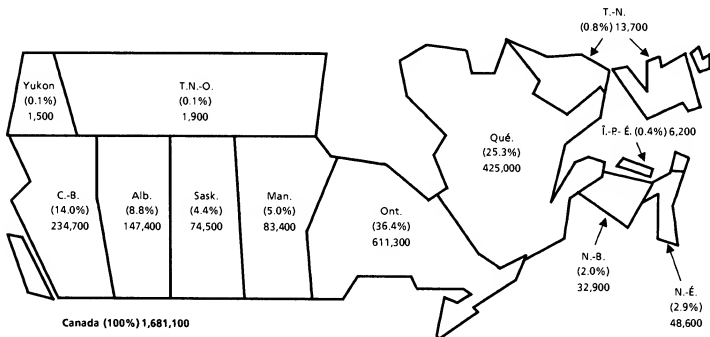 T.-N.
(0.8%) 13,700
Yukon
(0.1%)
1,500
T.N.-O.
(0.1%)
1,900
Î.-P.- É. (0.4%) 6,200
Qué.
(25.3%)
425,000
C.-B.
(14.0%)
234,700
Alb.
(8.8%)
147,400
Sask.
(4.4%)
74,500
Man.
(5.0%)
83,400
Ont.
(36.4%)
611,300
N.-B.
(2.0%)
32,900
N.-É.
(2.9%)
48,600
Canada (100%) 1,681,100